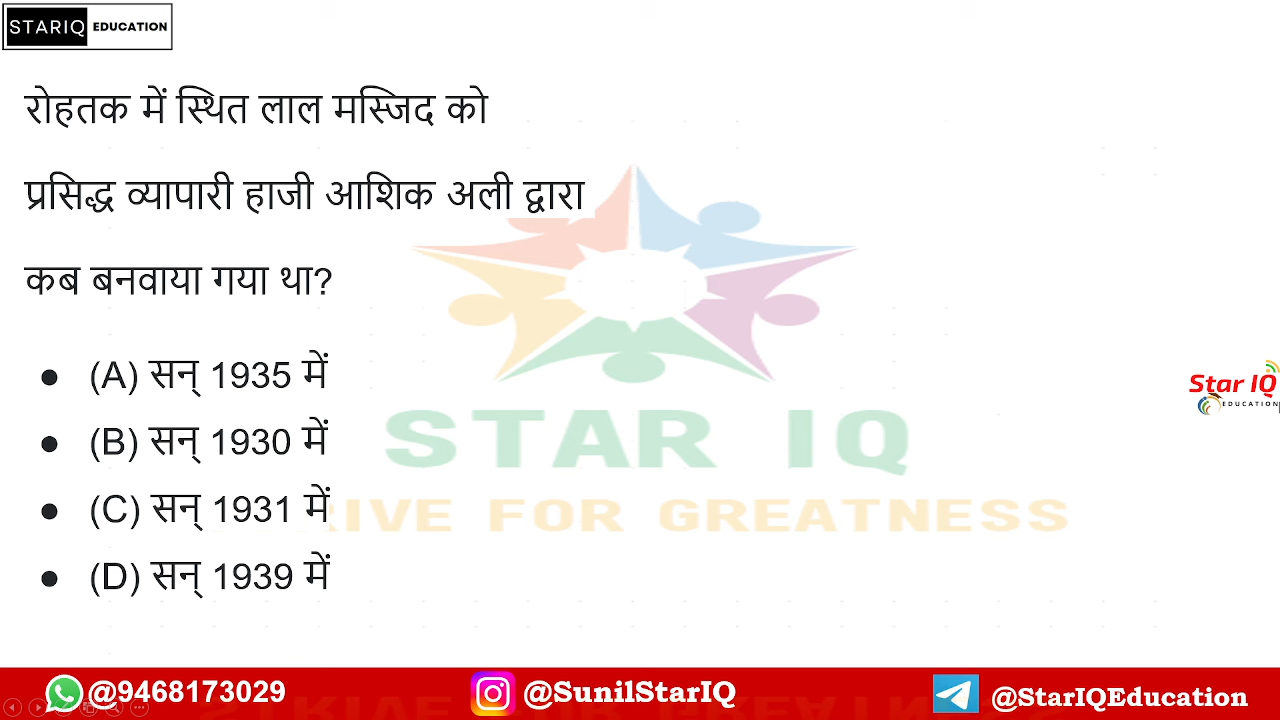 STARIQ EDUCATION
रोहतक में स्थित लाल मस्जिद को
प्रसिद्ध व्यापारी हाजी आशिक अली द्वारा
कब बनवाया गया था?
● (A) सन् 1935 में
● (B) सन् 1930 में
● (C) सन् 1931 में
● (D) सन् 1939 में
STAR IQ
RIVE FOR GREATNESS
Star IQ
EDUCATION
@9468173029
@SunilStarIQ
@StarIQEducation